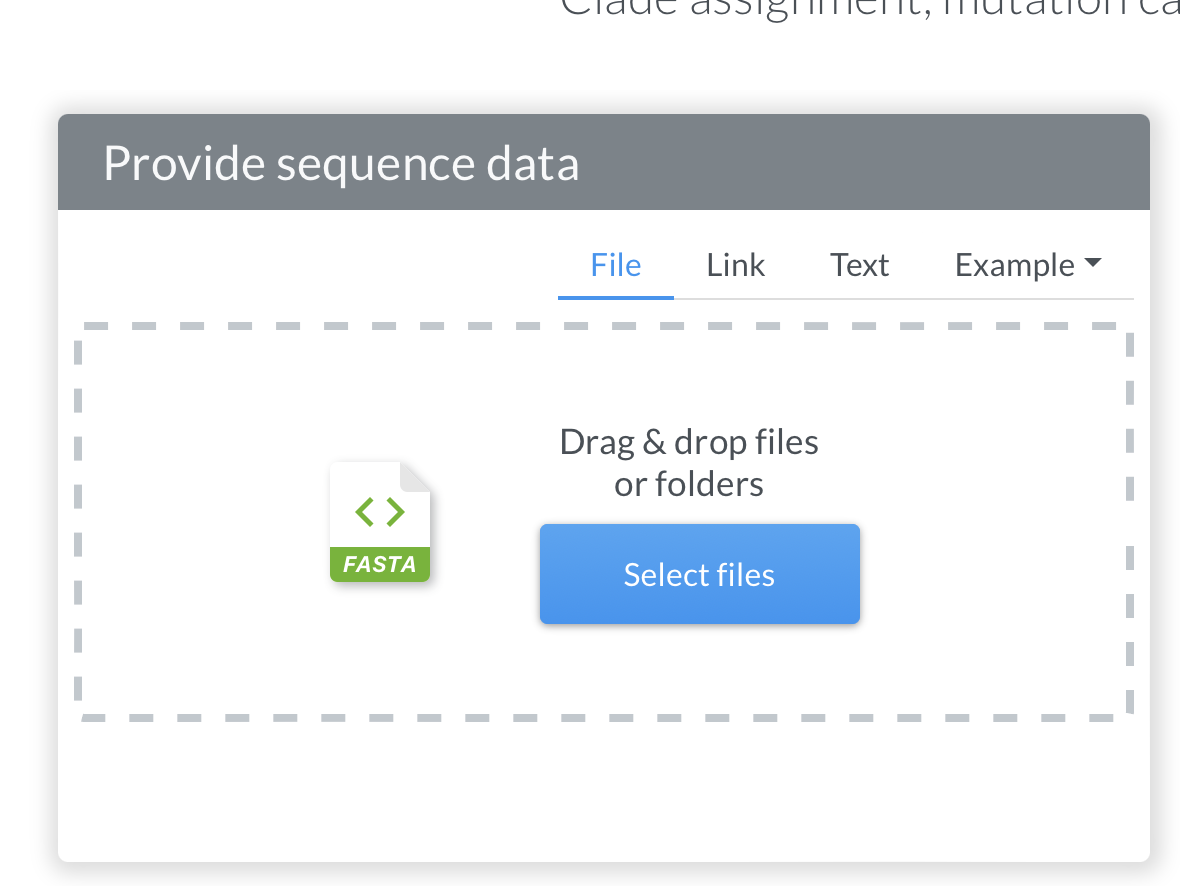 Clade assignment, mutation ca
Provide sequence data
File Link Text Example
Drag & drop files
or folders
FASTA
Select files